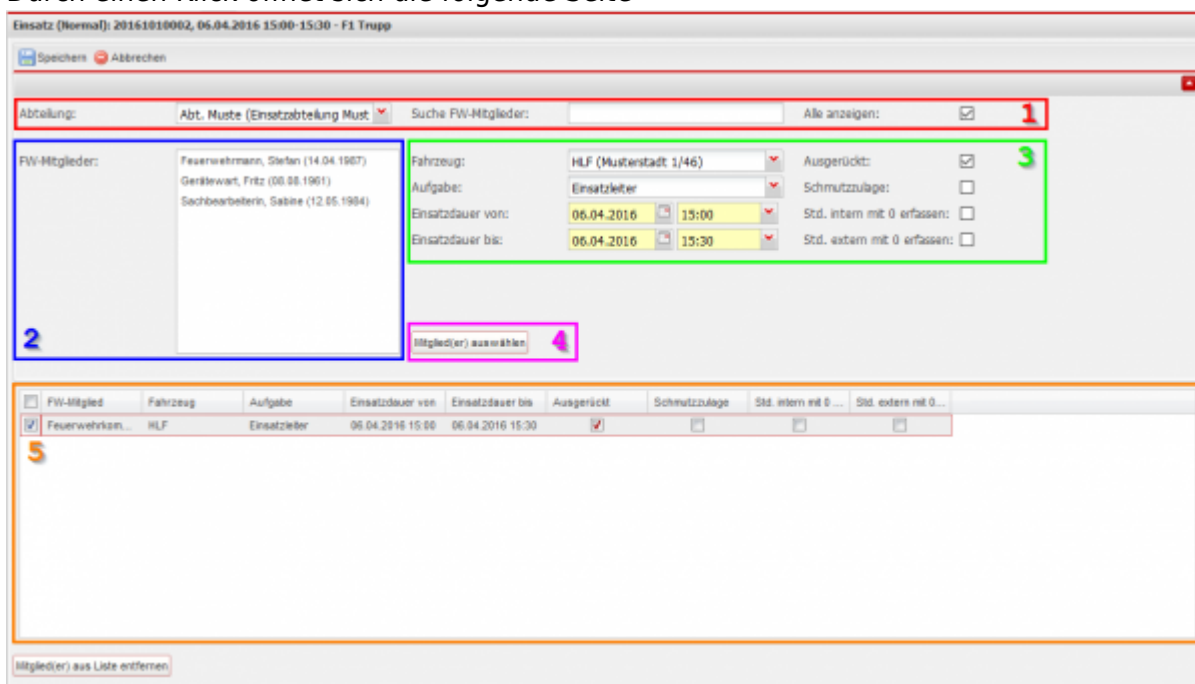 Durch einen Klick öffnet sich die folgende Seite
Einsatz (Normal): 20161010002, 06.04.2016 15:00-15:30 - F1 Trupp
Speichern Abbrechen
Abteilung: Abt. Muste (Einsatzabteilung Must Suche FW-Mitglieder: Alle anzeigen: 1
FW-Mitglieder: Feuerwehrmann, Stefan (14.04.1987) Fahrzeug: HLF (Musterstadt 1/46) Ausgerückt: 3
Gerätewart, Fritz (08.08.1961) Aufgabe: Einsatzleiter Schmutzzulage:
Sachbearbeiterin, Sabine (12.05.1984) Einsatzdauer von: 06.04.2016 15:00 Std. intern mit 0 erfassen:
Einsatzdauer bis: 06.04.2016 15:30 Std. extern mit 0 erfassen:
2 Mitglied(er) auswählen 4
FW-Mitglied Fahrzeug Aufgabe Einsatzdauer von Einsatzdauer bis Ausgerückt Schmutzzulage Std. intern mit 0 ... Std. extern mit 0...
Feuerwehrkom... HLF Einsatzleiter 06.04.2016 15:00 06.04.2016 15:30
5
Mitglied(er) aus Liste entfernen